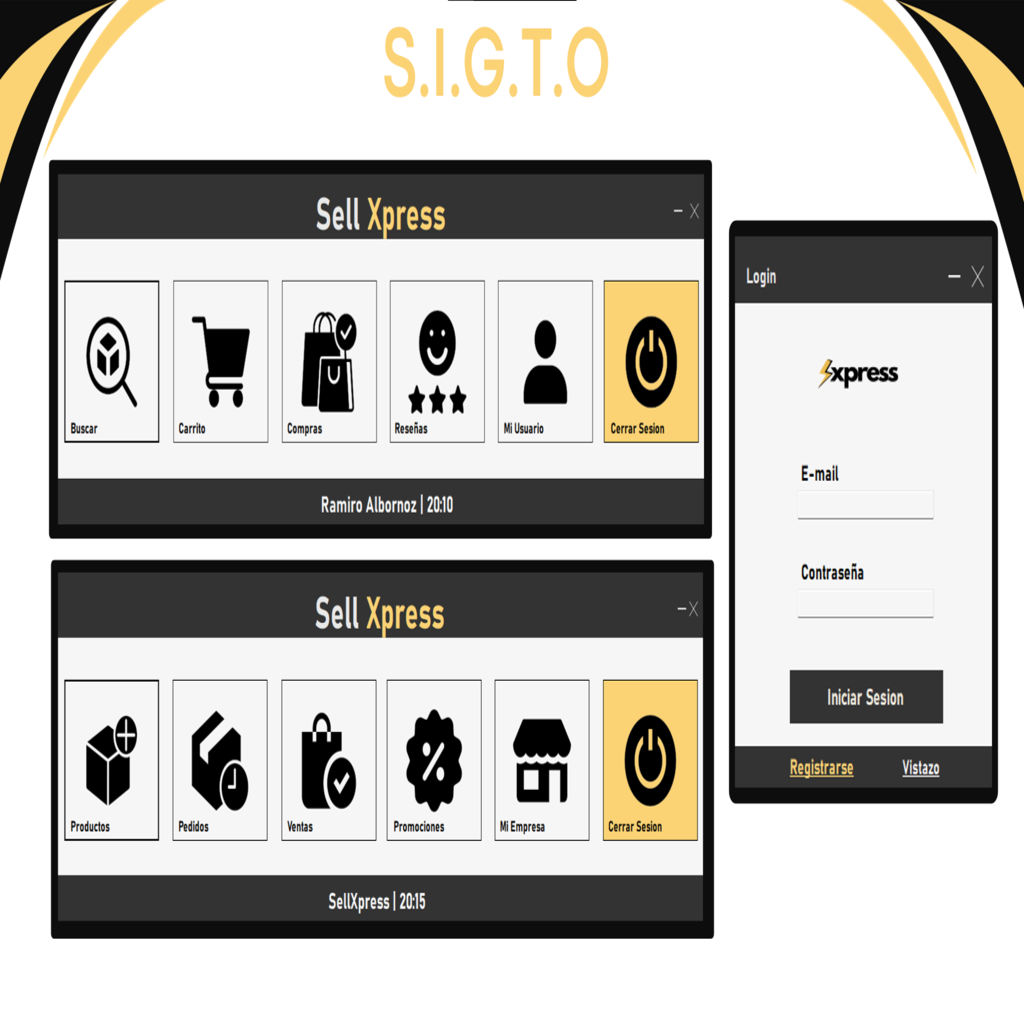 S.I.G.T.O
Sell Xpress
Buscar
Carrito
Compras
Reseñas
Mi Usuario
Cerrar Sesion
Ramiro Albornoz | 20:10
Sell Xpress
Productos
Pedidos
Ventas
Promociones
Mi Empresa
Cerrar Sesion
SellXpress | 20:15
Login
xpress
E-mail
Contraseña
Iniciar Sesion
Registrarse Vistazo